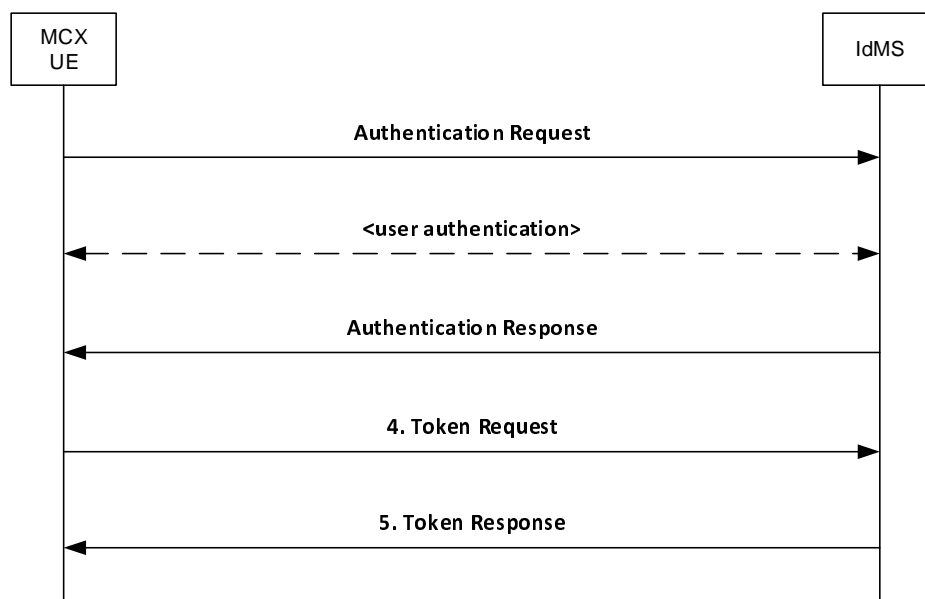 MCX
UE
IdMS
Authentication Request
<user authentication>
Authentication Response
4. Token Request
5. Token Response